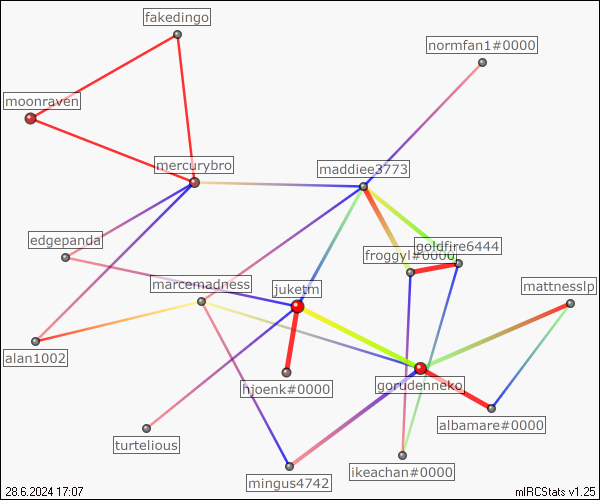 fakedingo
normfan1#0000
moonraven
mercurybro
maddiee3773
edgepanda
goldfire6444
froggyl#0000
marcemadness
juketm
mattnesslp
alan1002
hjoenk#0000
gorudenneko
albamare#0000
turtelious
ikeachan#0000
mingus4742
28.6.2024 17:07
mIRCStats v1.25